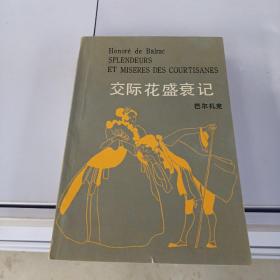 Honoré de Balzac
SPLENDEURS
ET MISERES DES COURTISANES
交际花盛衰记
巴尔扎克